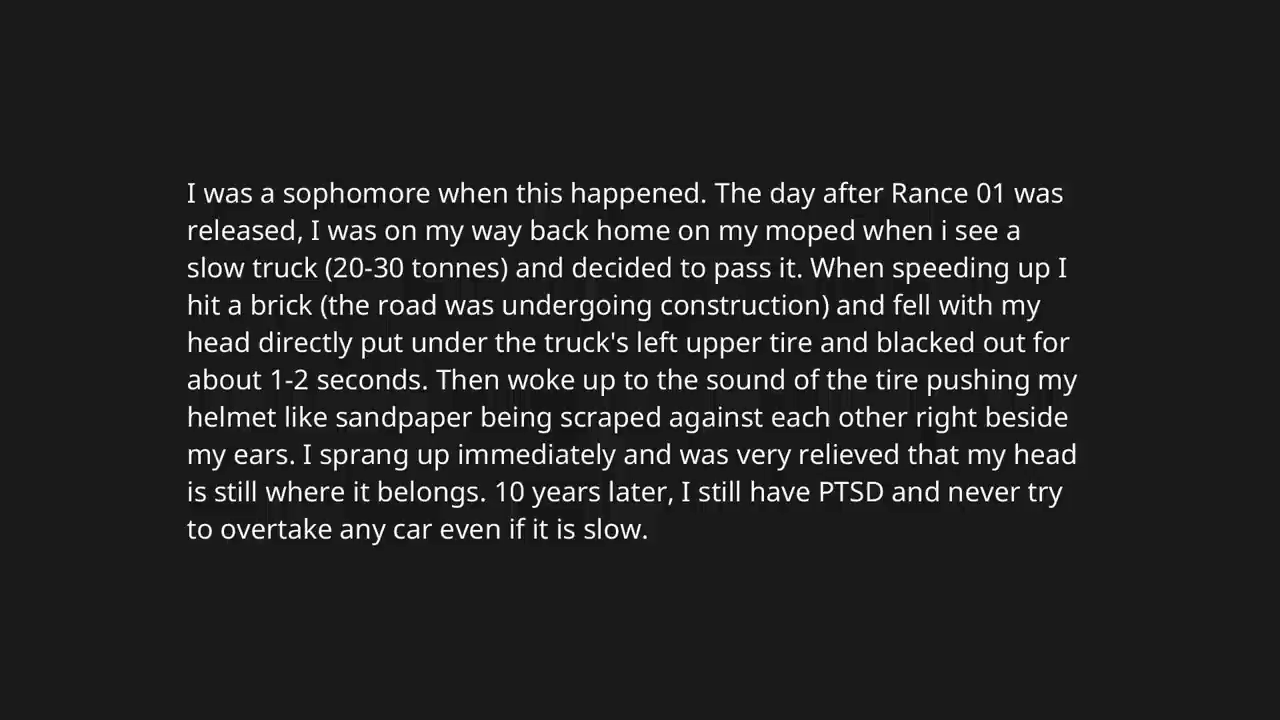 I was a sophomore when this happened. The day after Rance 01 was
released, I was on my way back home on my moped when i see a
slow truck (20-30 tonnes) and decided to pass it. When speeding up I
hit a brick (the road was undergoing construction) and fell with my
head directly put under the truck's left upper tire and blacked out for
about 1-2 seconds. Then woke up to the sound of the tire pushing my
helmet like sandpaper being scraped against each other right beside
my ears. I sprang up immediately and was very relieved that my head
is still where it belongs. 10 years later, I still have PTSD and never try
to overtake any car even if it is slow.